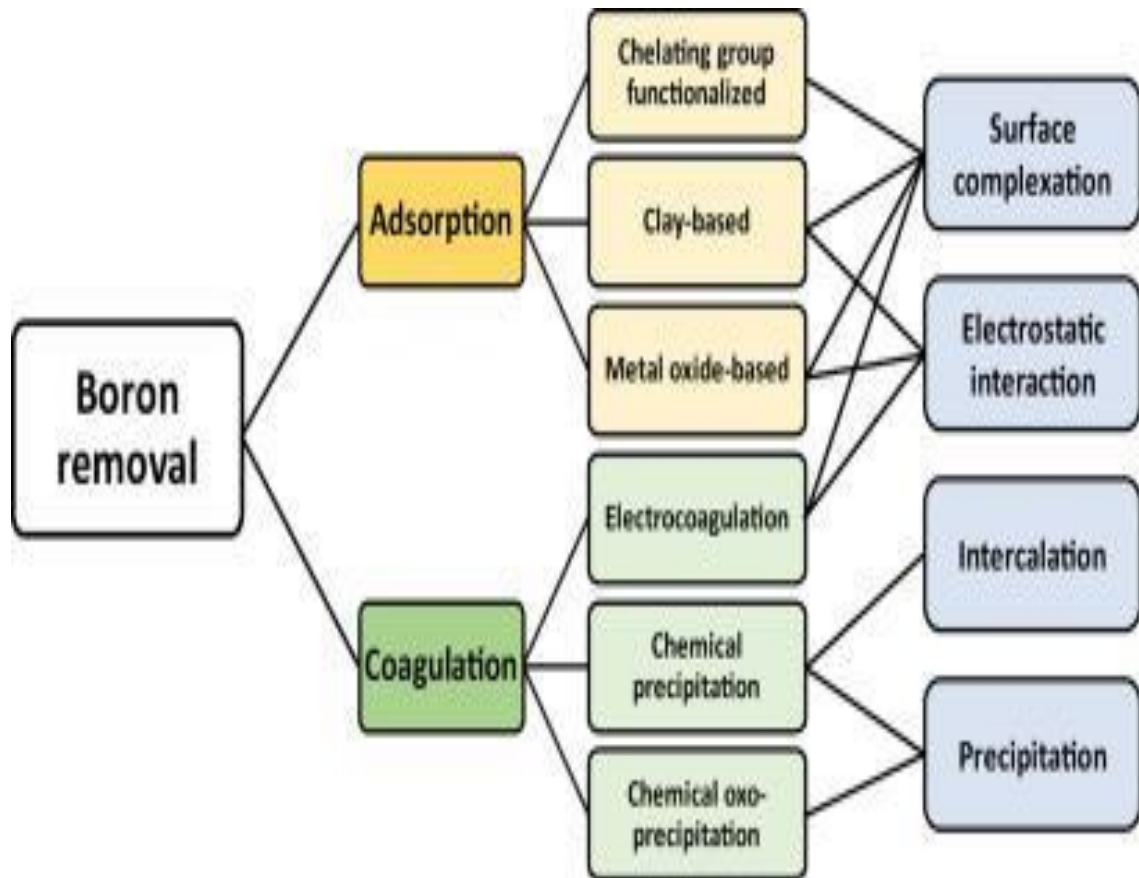 Boron
removal
Adsorption
Coagulation
Chelating group
functionalized
Clay-based
Metal oxide-based
Electrocoagulation
Chemical
precipitation
Chemical oxo-
precipitation
Surface
complexation
Electrostatic
interaction
Intercalation
Precipitation